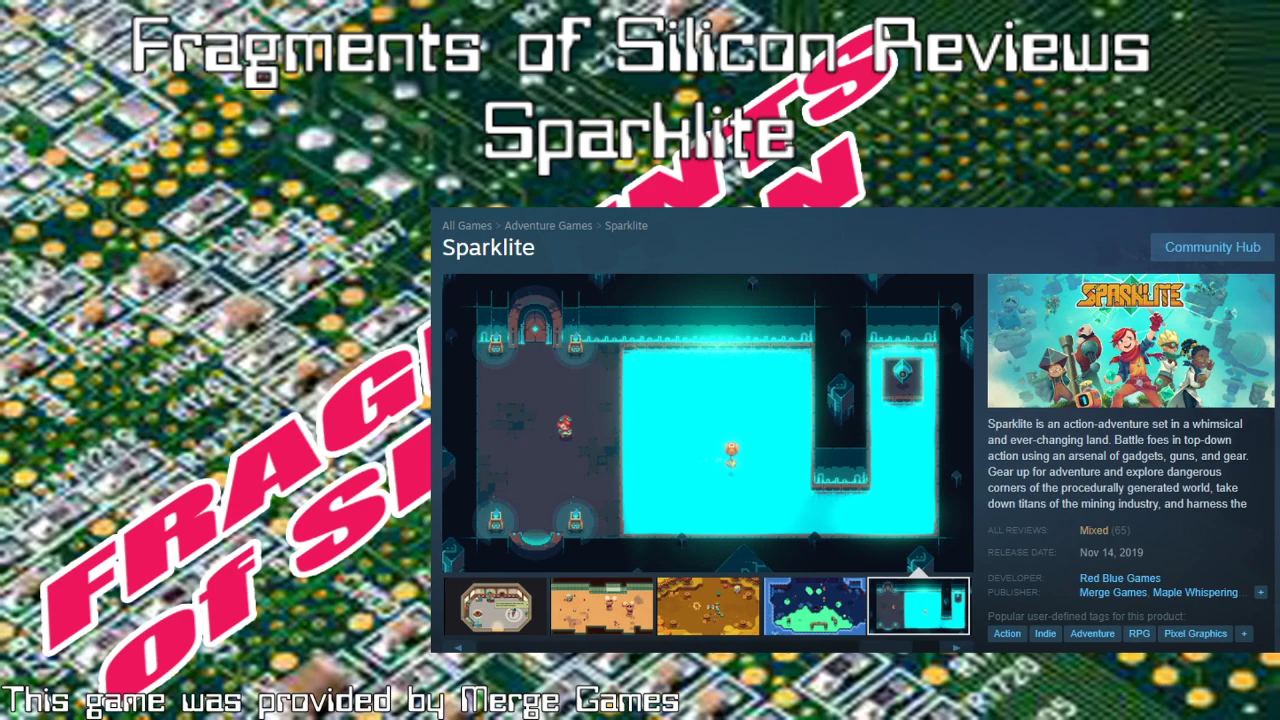 Fragments of Silicon Reviews
Sparklite
All Games > Adventure Games > Sparklite
Sparklite
Community Hub
SPARKLITE
Sparklite is an action-adventure set in a whimsical
and ever-changing land. Battle foes in top-down
action using an arsenal of gadgets, guns, and gear.
Gear up for adventure and explore dangerous
corners of the procedurally generated world, take
down titans of the mining industry, and harness the
ALL REVIEWS: Mixed (65)
RELEASE DATE: Nov 14, 2019
DEVELOPER: Red Blue Games
PUBLISHER: Merge Games, Maple Whispering... +
Popular user-defined tags for this product:
Action Indie Adventure RPG Pixel Graphics +
This game was provided by Merge Games